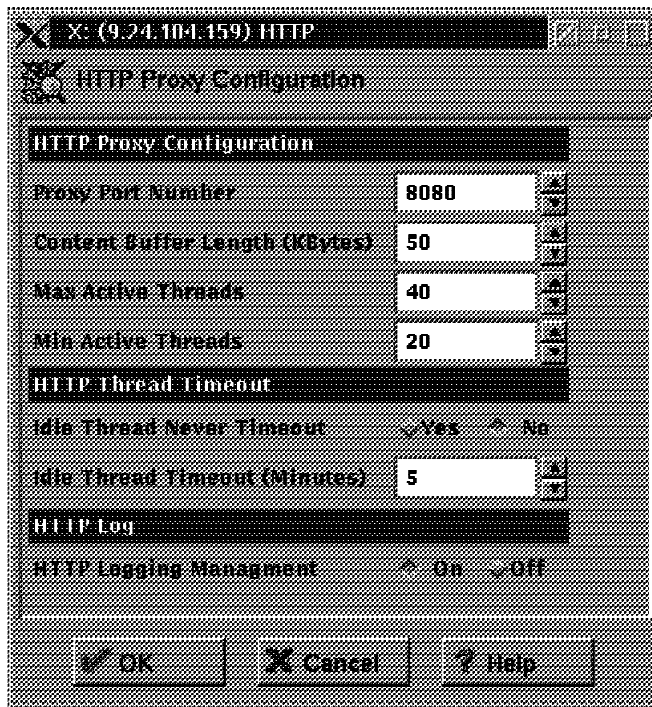 X: (9.24.104.159) HTTP
HTTP Proxy Configuration
HTTP Proxy Configuration
Proxy Port Number 8080
Content Buffer Length (KBytes) 50
Max Active Threads 40
Min Active Threads 20
HTTP Thread Timeout
Idle Thread Never Timeout Yes No
Idle Thread Timeout (Minutes) 5
HTTP Log
HTTP Logging Managment On Off
OK Cancel ? Help